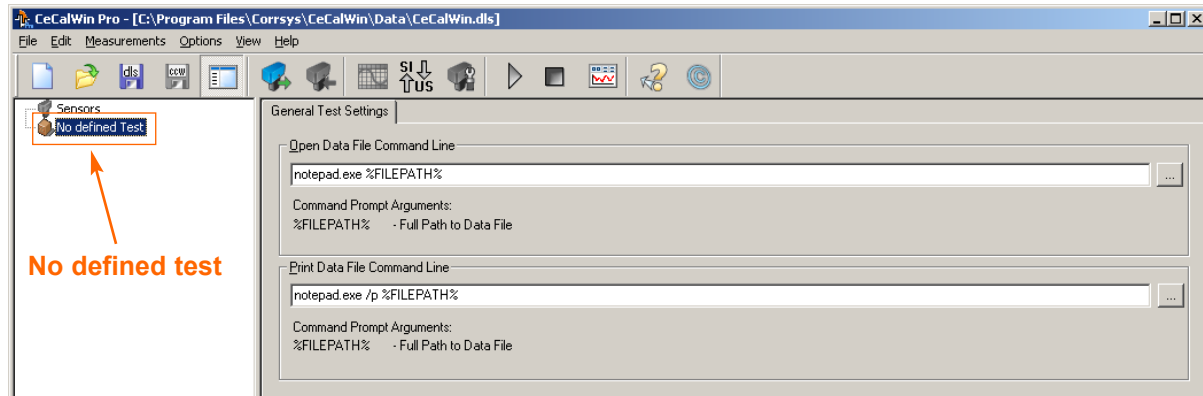 CeCalWin Pro - [C:\Program Files\Corrsys\CeCalWin\Data\CeCalWin.dls]
File Edit Measurements Options View Help
dls ccw SI US
Sensors
No defined Test
No defined test
General Test Settings
Open Data File Command Line
notepad.exe %FILEPATH%
...
Command Prompt Arguments:
%FILEPATH% - Full Path to Data File
Print Data File Command Line
notepad.exe /p %FILEPATH%
...
Command Prompt Arguments:
%FILEPATH% - Full Path to Data File